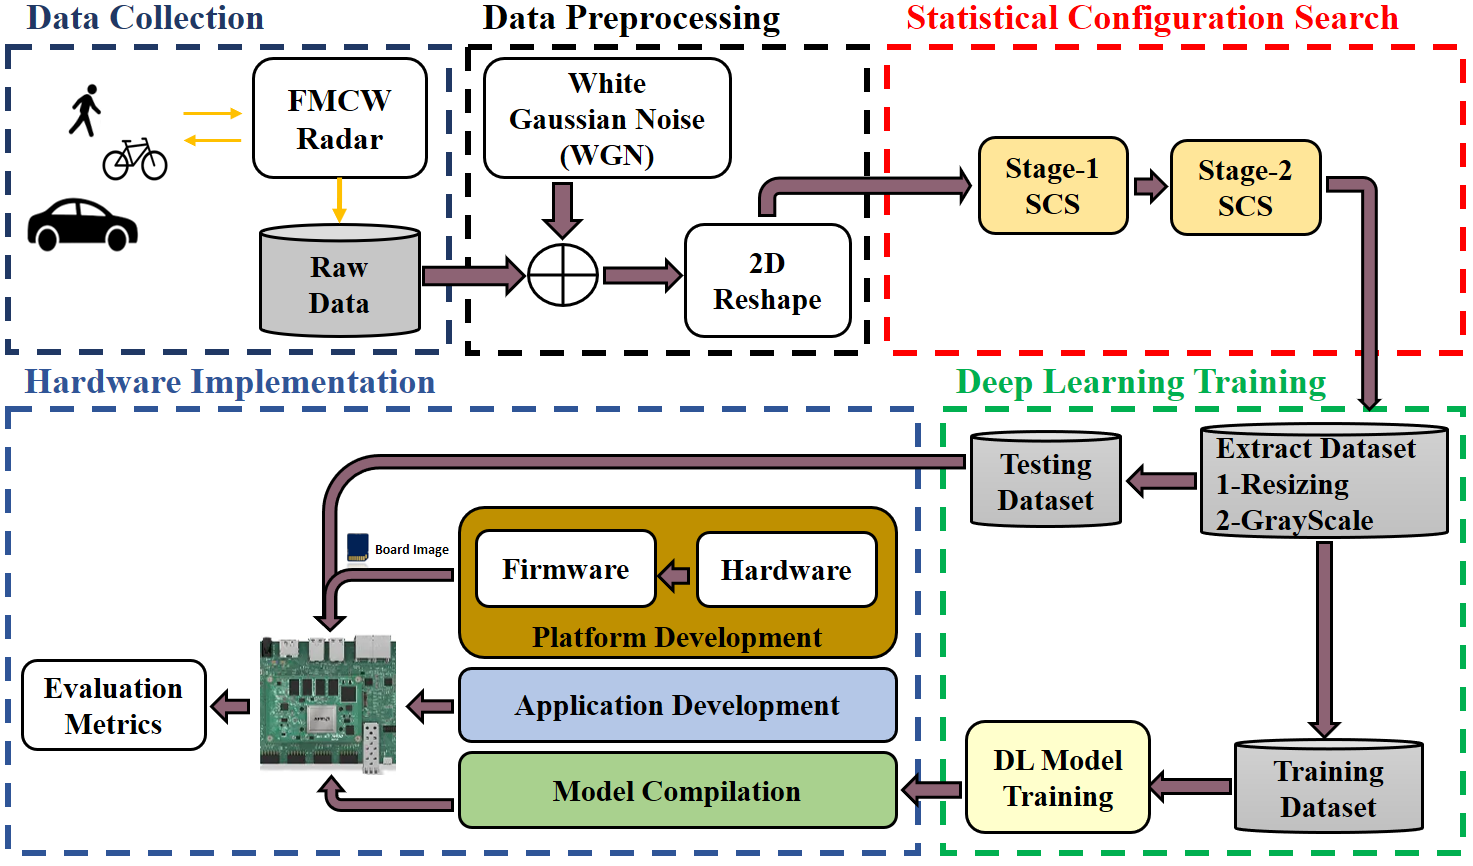 Data Collection
FMCW
Radar
Raw
Data
Data Preprocessing
White
Gaussian Noise
(WGN)
2D
Reshape
Statistical Configuration Search
Stage-1
SCS
Stage-2
SCS
Hardware Implementation
Board Image
Firmware
Hardware
Platform Development
Evaluation
Metrics
Application Development
Model Compilation
Deep Learning Training
Testing
Dataset
Extract Dataset
1-Resizing
2-GrayScale
DL Model
Training
Training
Dataset